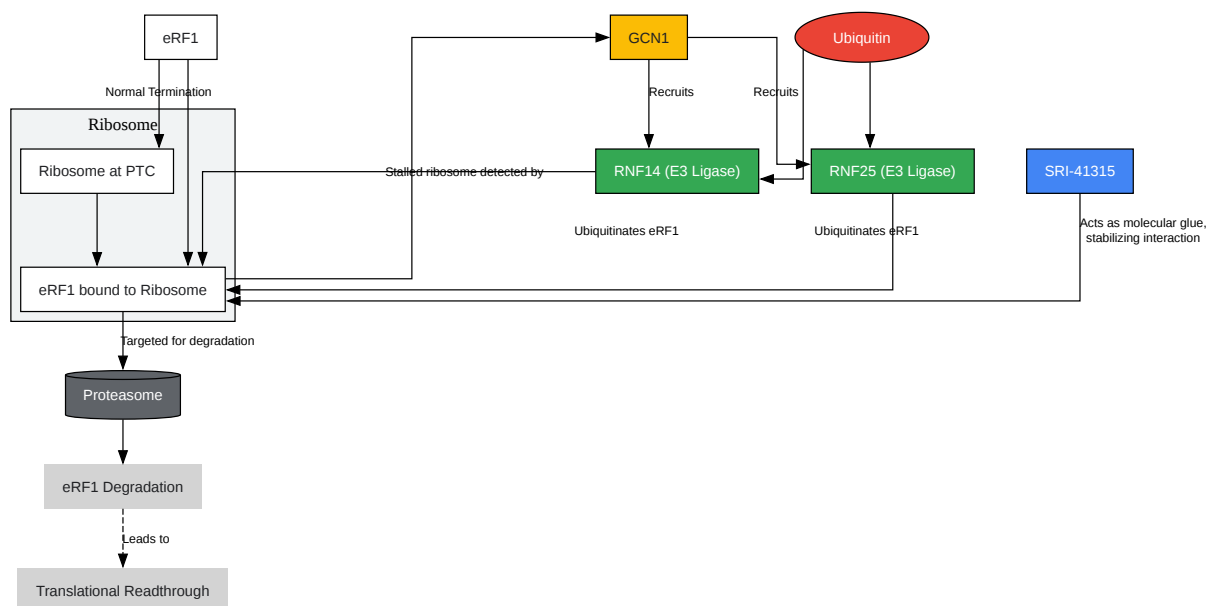 eRF1
GCN1
Ubiquitin
Normal Termination
Recruits
Recruits
Ribosome
Ribosome at PTC
Stalled ribosome detected by
RNF14 (E3 Ligase)
RNF25 (E3 Ligase)
SRI-41315
Ubiquitinates eRF1
Ubiquitinates eRF1
Acts as molecular glue,
stabilizing interaction
eRF1 bound to Ribosome
Targeted for degradation
Proteasome
eRF1 Degradation
Leads to
Translational Readthrough